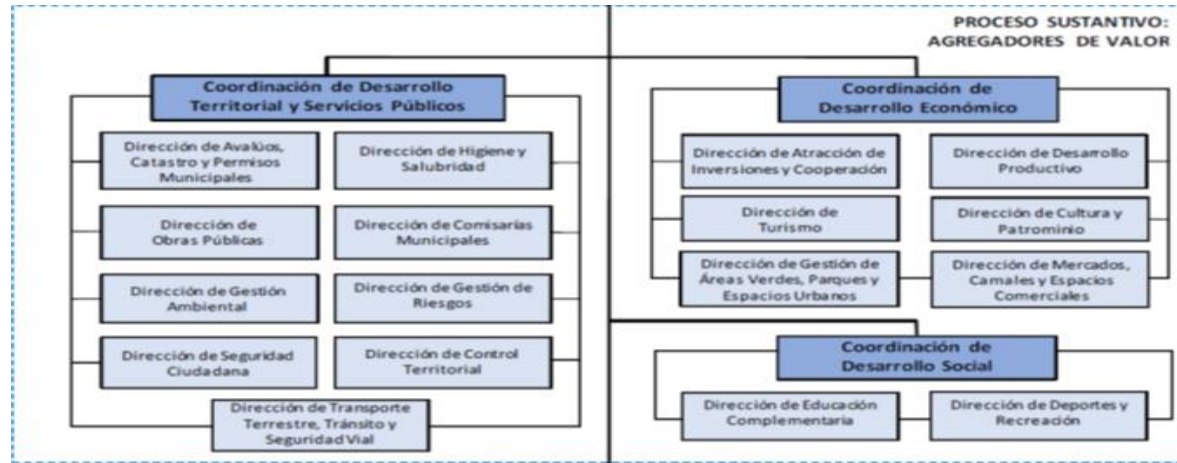 PROCESO SUSTANTIVO:
AGREGADORES DE VALOR
Coordinación de Desarrollo
Territorial y Servicios Públicos
Dirección de Avalúos,
Catastro y Permisos
Municipales
Dirección de Higiene y
Salubridad
Dirección de
Obras Públicas
Dirección de Comisarías
Municipales
Dirección de Gestión
Ambiental
Dirección de Gestión de
Riesgos
Dirección de Seguridad
Ciudadana
Dirección de Control
Territorial
Dirección de Transporte
Terrestre, Tránsito y
Seguridad Vial
Coordinación de
Desarrollo Económico
Dirección de Atracción de
Inversiones y Cooperación
Dirección de Desarrollo
Productivo
Dirección de
Turismo
Dirección de Cultura y
Patrominio
Dirección de Gestión de
Áreas Verdes, Parques y
Espacios Urbanos
Dirección de Mercados,
Camales y Espacios
Comerciales
Coordinación de
Desarrollo Social
Dirección de Educación
Complementaria
Dirección de Deportes y
Recreación